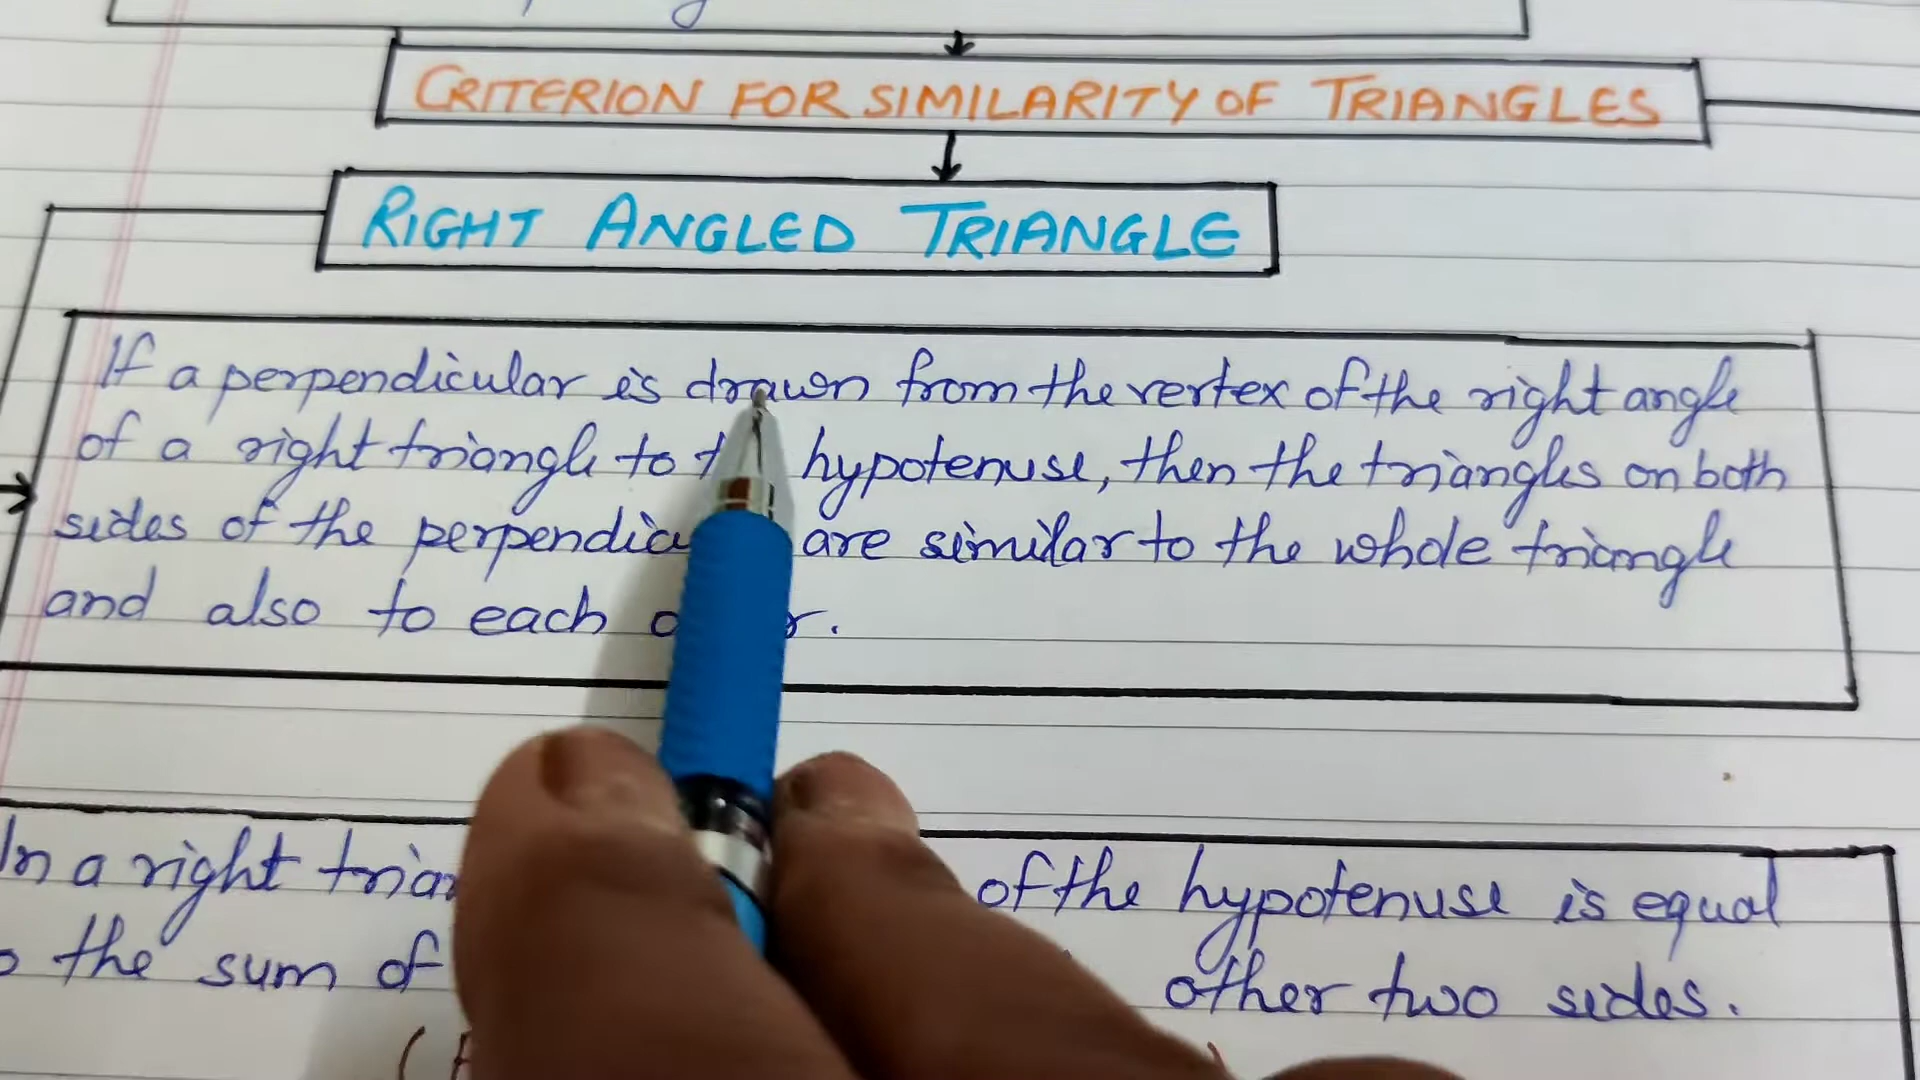 CRITERION FOR SIMILARITY OF TRIANGLES
RIGHT ANGLED TRIANGLE
If a perpendicular is drawn from the vertex of the right angle
of a right triangle to hypotenuse, then the triangles on both
sides of the are similar to the whole triangle
and also to each
In a right of the hypotenuse is equal
the sum of other two sides.